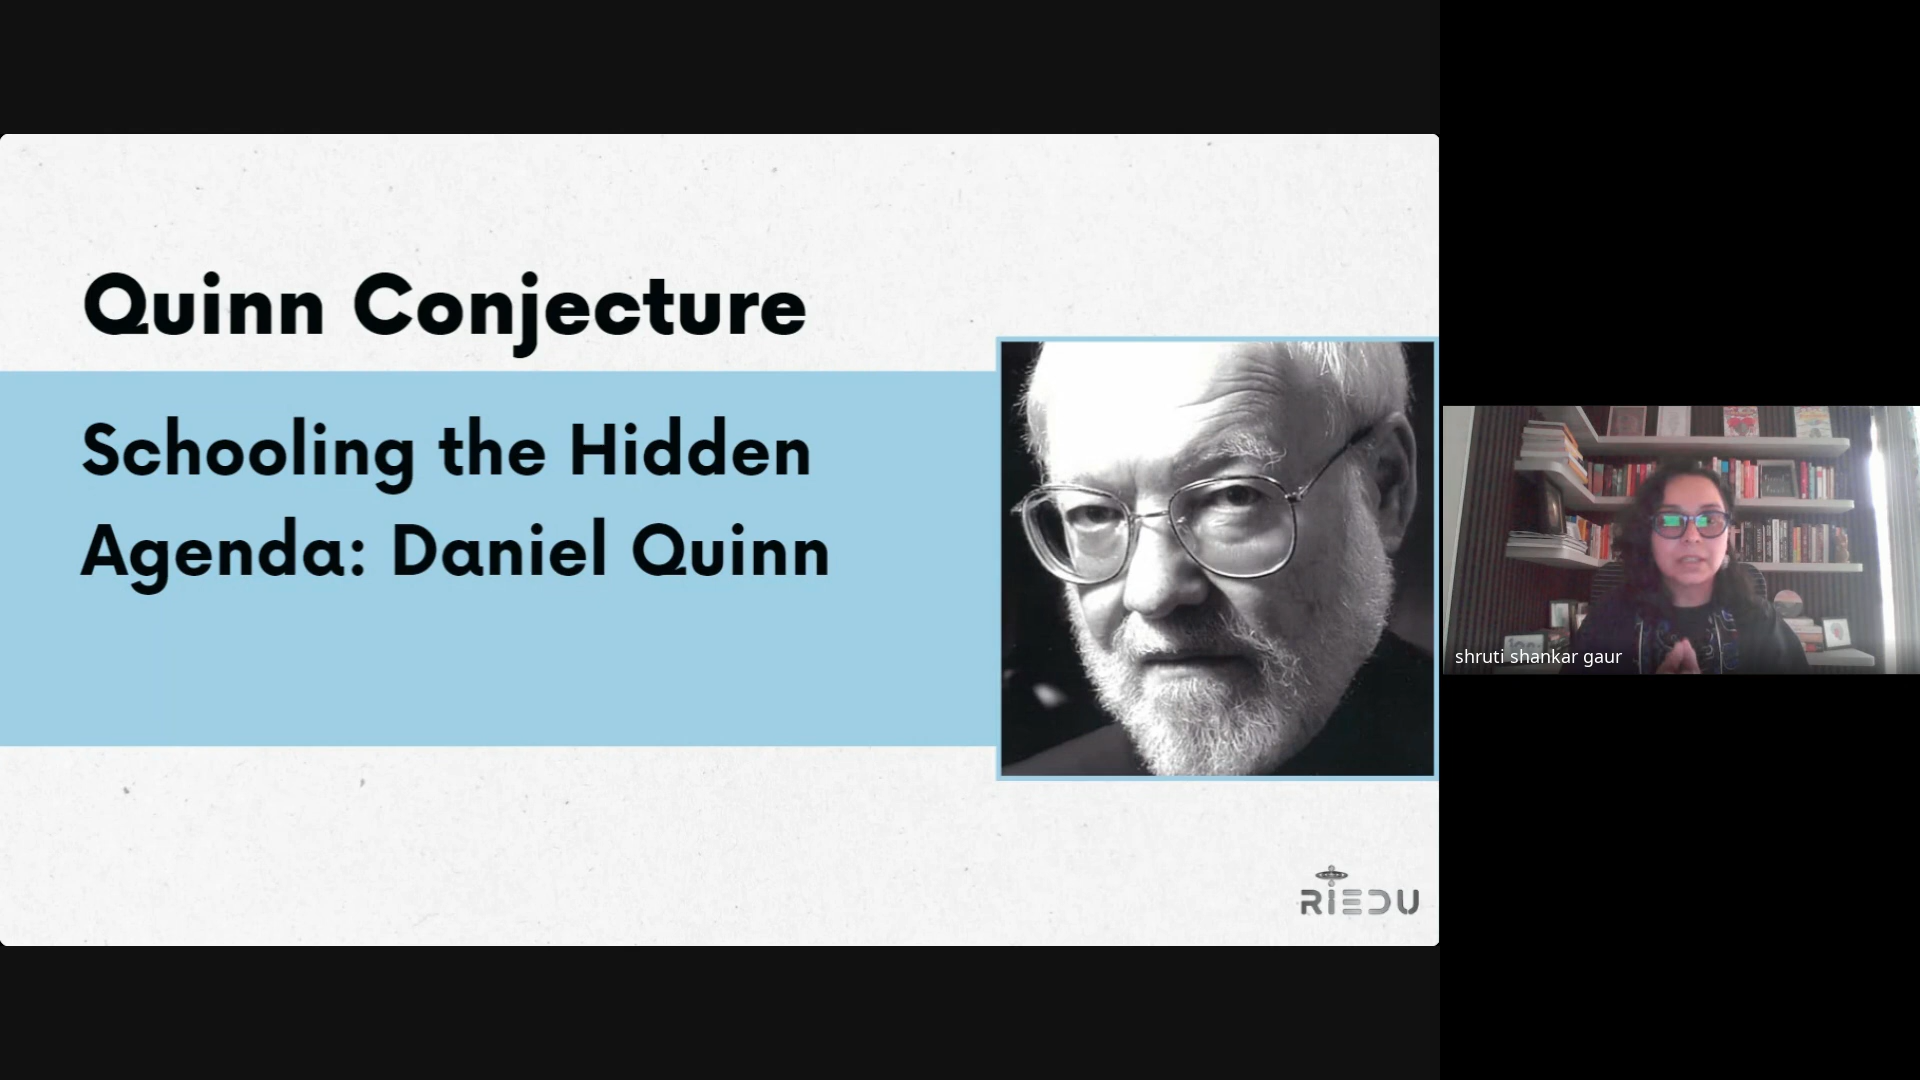 Quinn Conjecture
Schooling the Hidden
Agenda: Daniel Quinn
RIEDU
shruti shankar gaur